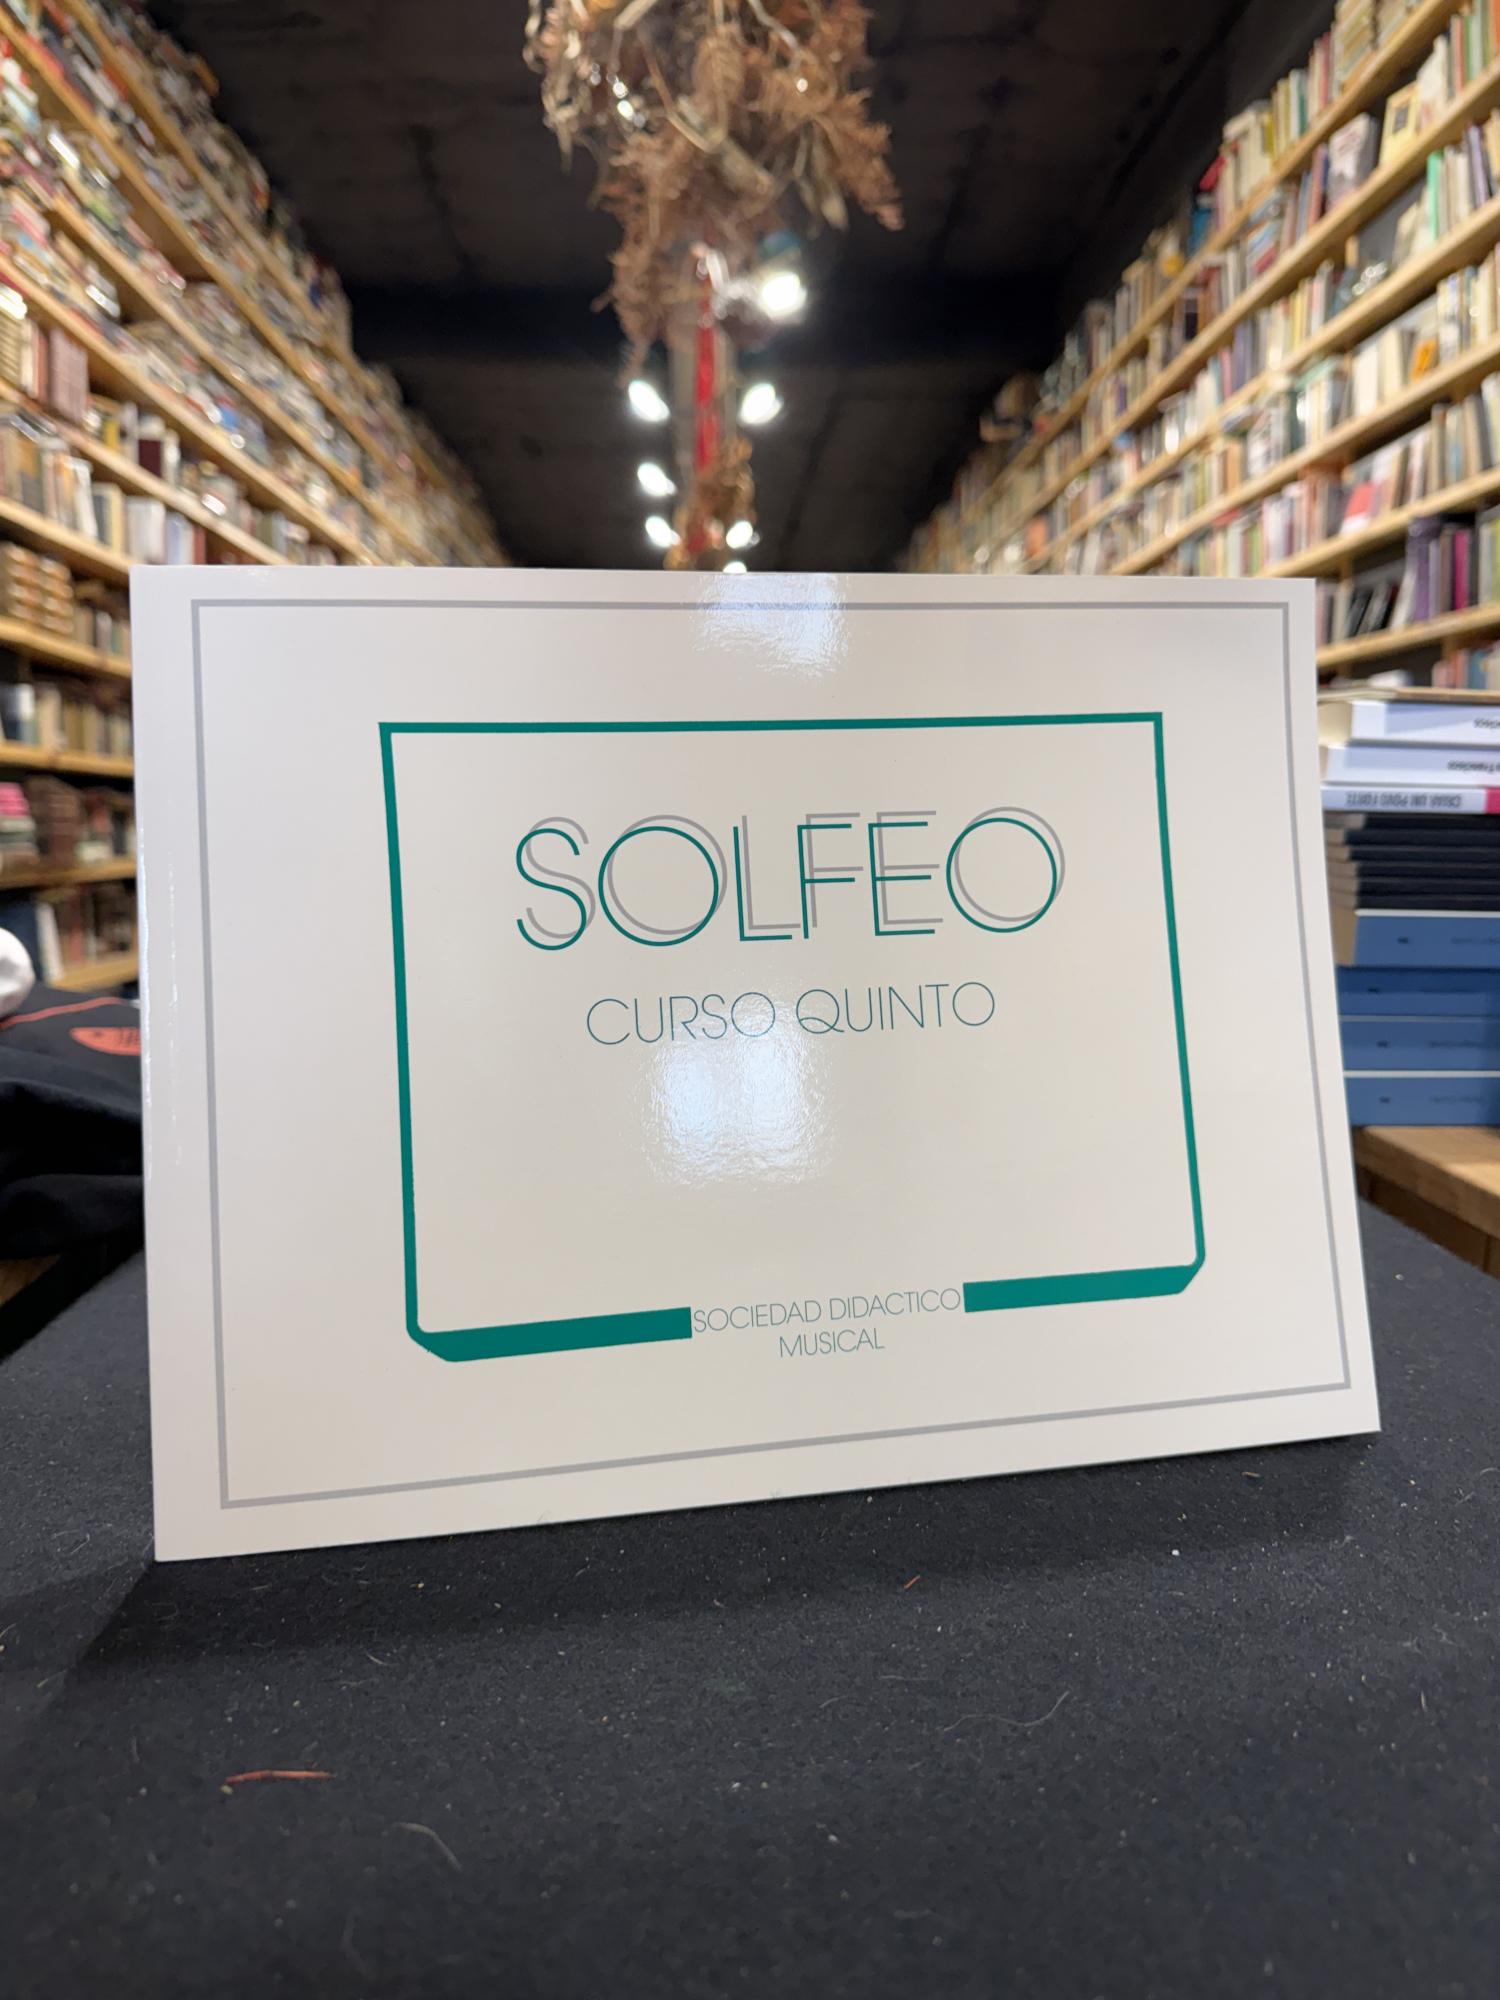 SOLFEO
CURSO QUINTO
SOCIEDAD DIDACTICO
MUSICAL